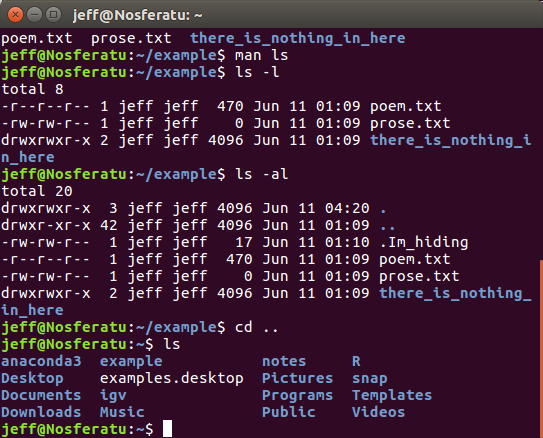 jeff@Nosferatu: ~
poem.txt  prose.txt  there_is_nothing_in_here
jeff@Nosferatu:~/example$ man ls
jeff@Nosferatu:~/example$ ls -l
total 8
-r--r--r-- 1 jeff jeff  470 Jun 11 01:09 poem.txt
-rw-rw-r-- 1 jeff jeff    0 Jun 11 01:09 prose.txt
drwxrwxr-x 2 jeff jeff 4096 Jun 11 01:09 there_is_nothing_i
n_here
jeff@Nosferatu:~/example$ ls -al
total 20
drwxrwxr-x  3 jeff jeff 4096 Jun 11 04:20 .
drwxr-xr-x 42 jeff jeff 4096 Jun 11 01:09 ..
-rw-rw-r--  1 jeff jeff   17 Jun 11 01:10 .Im_hiding
-r--r--r--  1 jeff jeff  470 Jun 11 01:09 poem.txt
-rw-rw-r--  1 jeff jeff    0 Jun 11 01:09 prose.txt
drwxrwxr-x  2 jeff jeff 4096 Jun 11 01:09 there_is_nothing_
in_here
jeff@Nosferatu:~/example$ cd ..
jeff@Nosferatu:~$ ls
anaconda3  example           notes     R
Desktop    examples.desktop  Pictures  snap
Documents  igv               Programs  Templates
Downloads  Music             Public    Videos
jeff@Nosferatu:~$